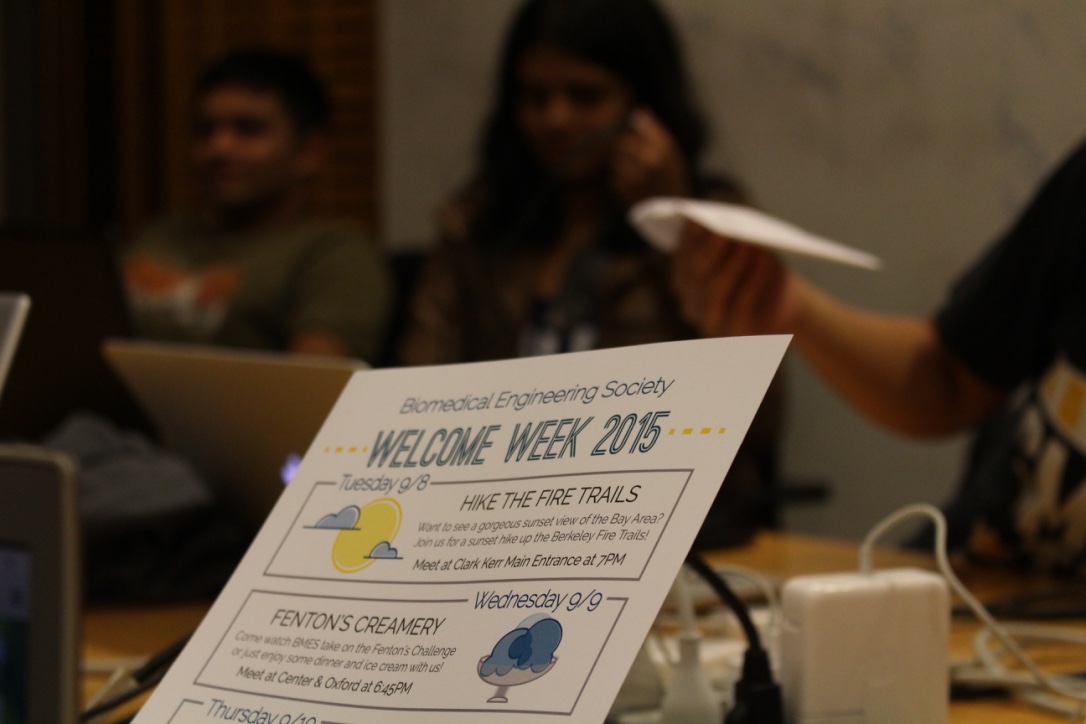 Biomedical Engineering Society
WELCOME WEEK 2015
Tuesday 9/8
HIKE THE FIRE TRAILS
Want to see a gorgeous sunset view of the Bay Area?
Join us for a sunset hike up the Berkeley Fire Trails!
Meet at Clark Kerr Main Entrance at 7PM
Wednesday 9/9
FENTON'S CREAMERY
Come watch BMES take on the Fenton's Challenge
or just enjoy some dinner and ice cream with us!
Meet at Center & Oxford at 6:45PM
Thursday 9/10